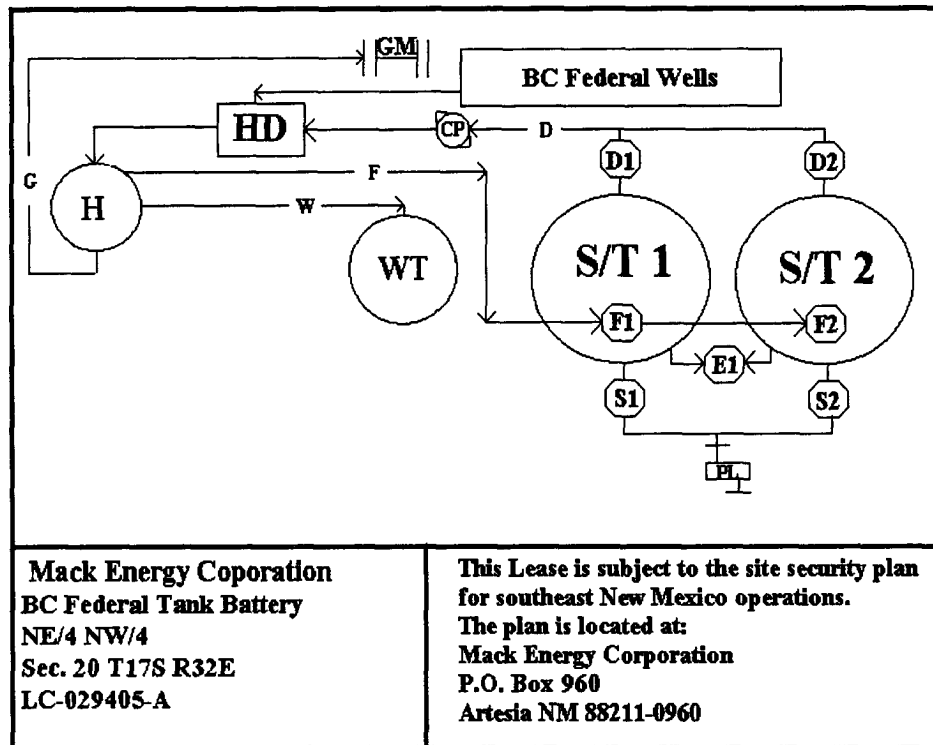 GM
BC Federal Wells
HD
CP
D
D1
D2
G
F
H
W
WT
S/T 1
S/T 2
F1
F2
E1
S1
S2
PL
Mack Energy Coporation
BC Federal Tank Battery
NE/4 NW/4
Sec. 20 T17S R32E
LC-029405-A
This Lease is subject to the site security plan
for southeast New Mexico operations.
The plan is located at:
Mack Energy Corporation
P.O. Box 960
Artesia NM 88211-0960